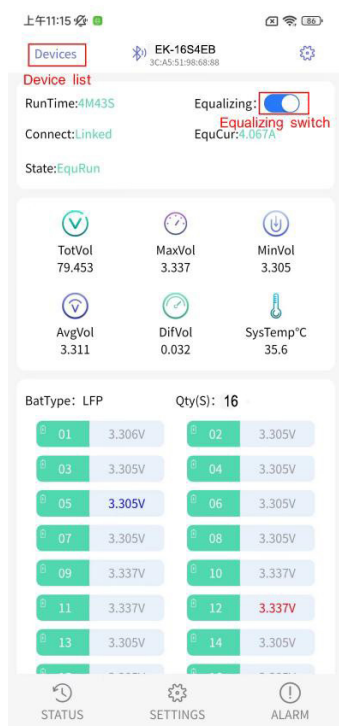 上午11:15 86
Devices EK-16S4EB
3C:A5:51:98:68:88
Device list
RunTime:4M43S Equalizing:
Equalizing switch
Connect:Linked EquCur:4.067A
State:EquRun
TotVol MaxVol MinVol
79.453 3.337 3.305
AvgVol DifVol SysTemp°C
3.311 0.032 35.6
BatType: LFP Qty(S): 16
01 3.306V 02 3.305V
03 3.305V 04 3.305V
05 3.305V 06 3.305V
07 3.305V 08 3.305V
09 3.337V 10 3.337V
11 3.337V 12 3.337V
13 3.305V 14 3.305V
STATUS SETTINGS ALARM